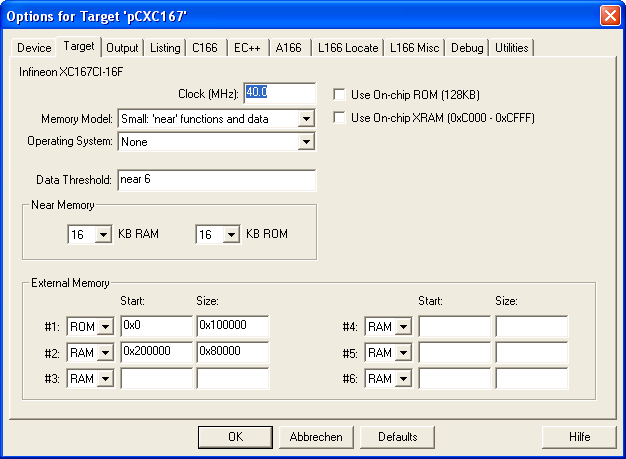 Options for Target 'pCXC167'
Device Target Output Listing C166 EC++ A166 L166 Locate L166 Misc Debug Utilities
Infineon XC167CI-16F
Clock (MHz): 40.0 Use On-chip ROM (128KB)
Memory Model: Small: 'near' functions and data Use On-chip XRAM (0xC000 - 0xCFFF)
Operating System: None
Data Threshold: near 6
Near Memory
16 KB RAM 16 KB ROM
External Memory
Start: Size: Start: Size:
#1: ROM 0x0 0x100000 #4: RAM
#2: RAM 0x200000 0x80000 #5: RAM
#3: RAM #6: RAM
OK Abbrechen Defaults Hilfe